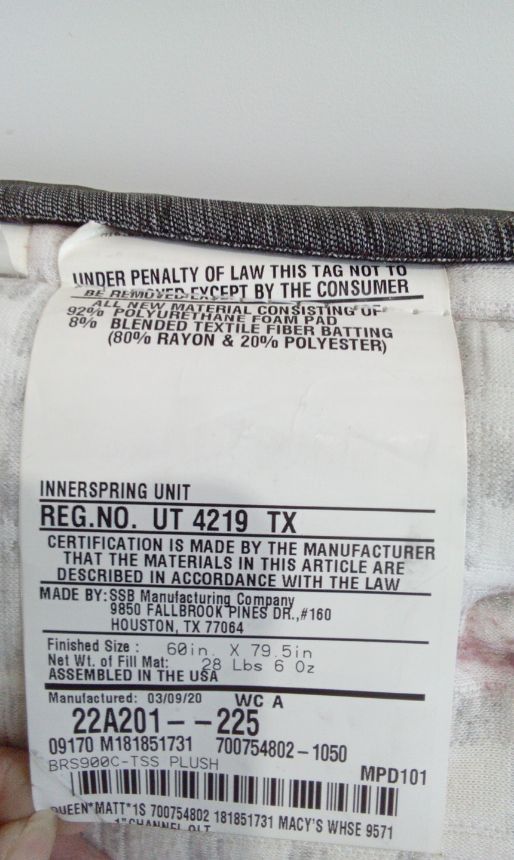 UNDER PENALTY OF LAW THIS TAG NOT TO
BE REMOVED EXCEPT BY THE CONSUMER
ALL NEW MATERIAL CONSISTING OF
92% POLYURETHANE FOAM PAD
8% BLENDED TEXTILE FIBER BATTING
(80% RAYON & 20% POLYESTER)
INNERSPRING UNIT
REG.NO. UT 4219 TX
CERTIFICATION IS MADE BY THE MANUFACTURER
THAT THE MATERIALS IN THIS ARTICLE ARE
DESCRIBED IN ACCORDANCE WITH THE LAW
MADE BY: SSB Manufacturing Company
9850 FALLBROOK PINES DR.,#160
HOUSTON, TX 77064
Finished Size : 60in. X 79.5in
Net Wt. of Fill Mat: 28 Lbs 6 Oz
ASSEMBLED IN THE USA
Manufactured: 03/09/20 WC A
22A201- -225
09170 M181851731 700754802-1050
BRS900C-TSS PLUSH MPD101
QUEEN*MATT*1S 700754802 181851731 MACY'S WHSE 9571
1"CHANNEL QLT